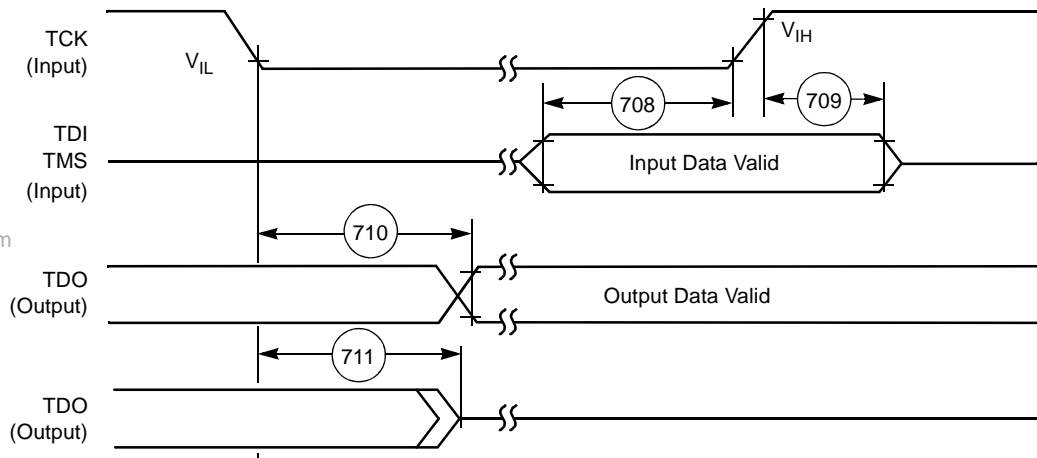 TCK
(Input)
V_IL
V_IH
708
709
TDI
TMS
(Input)
Input Data Valid
m
710
TDO
(Output)
Output Data Valid
711
TDO
(Output)